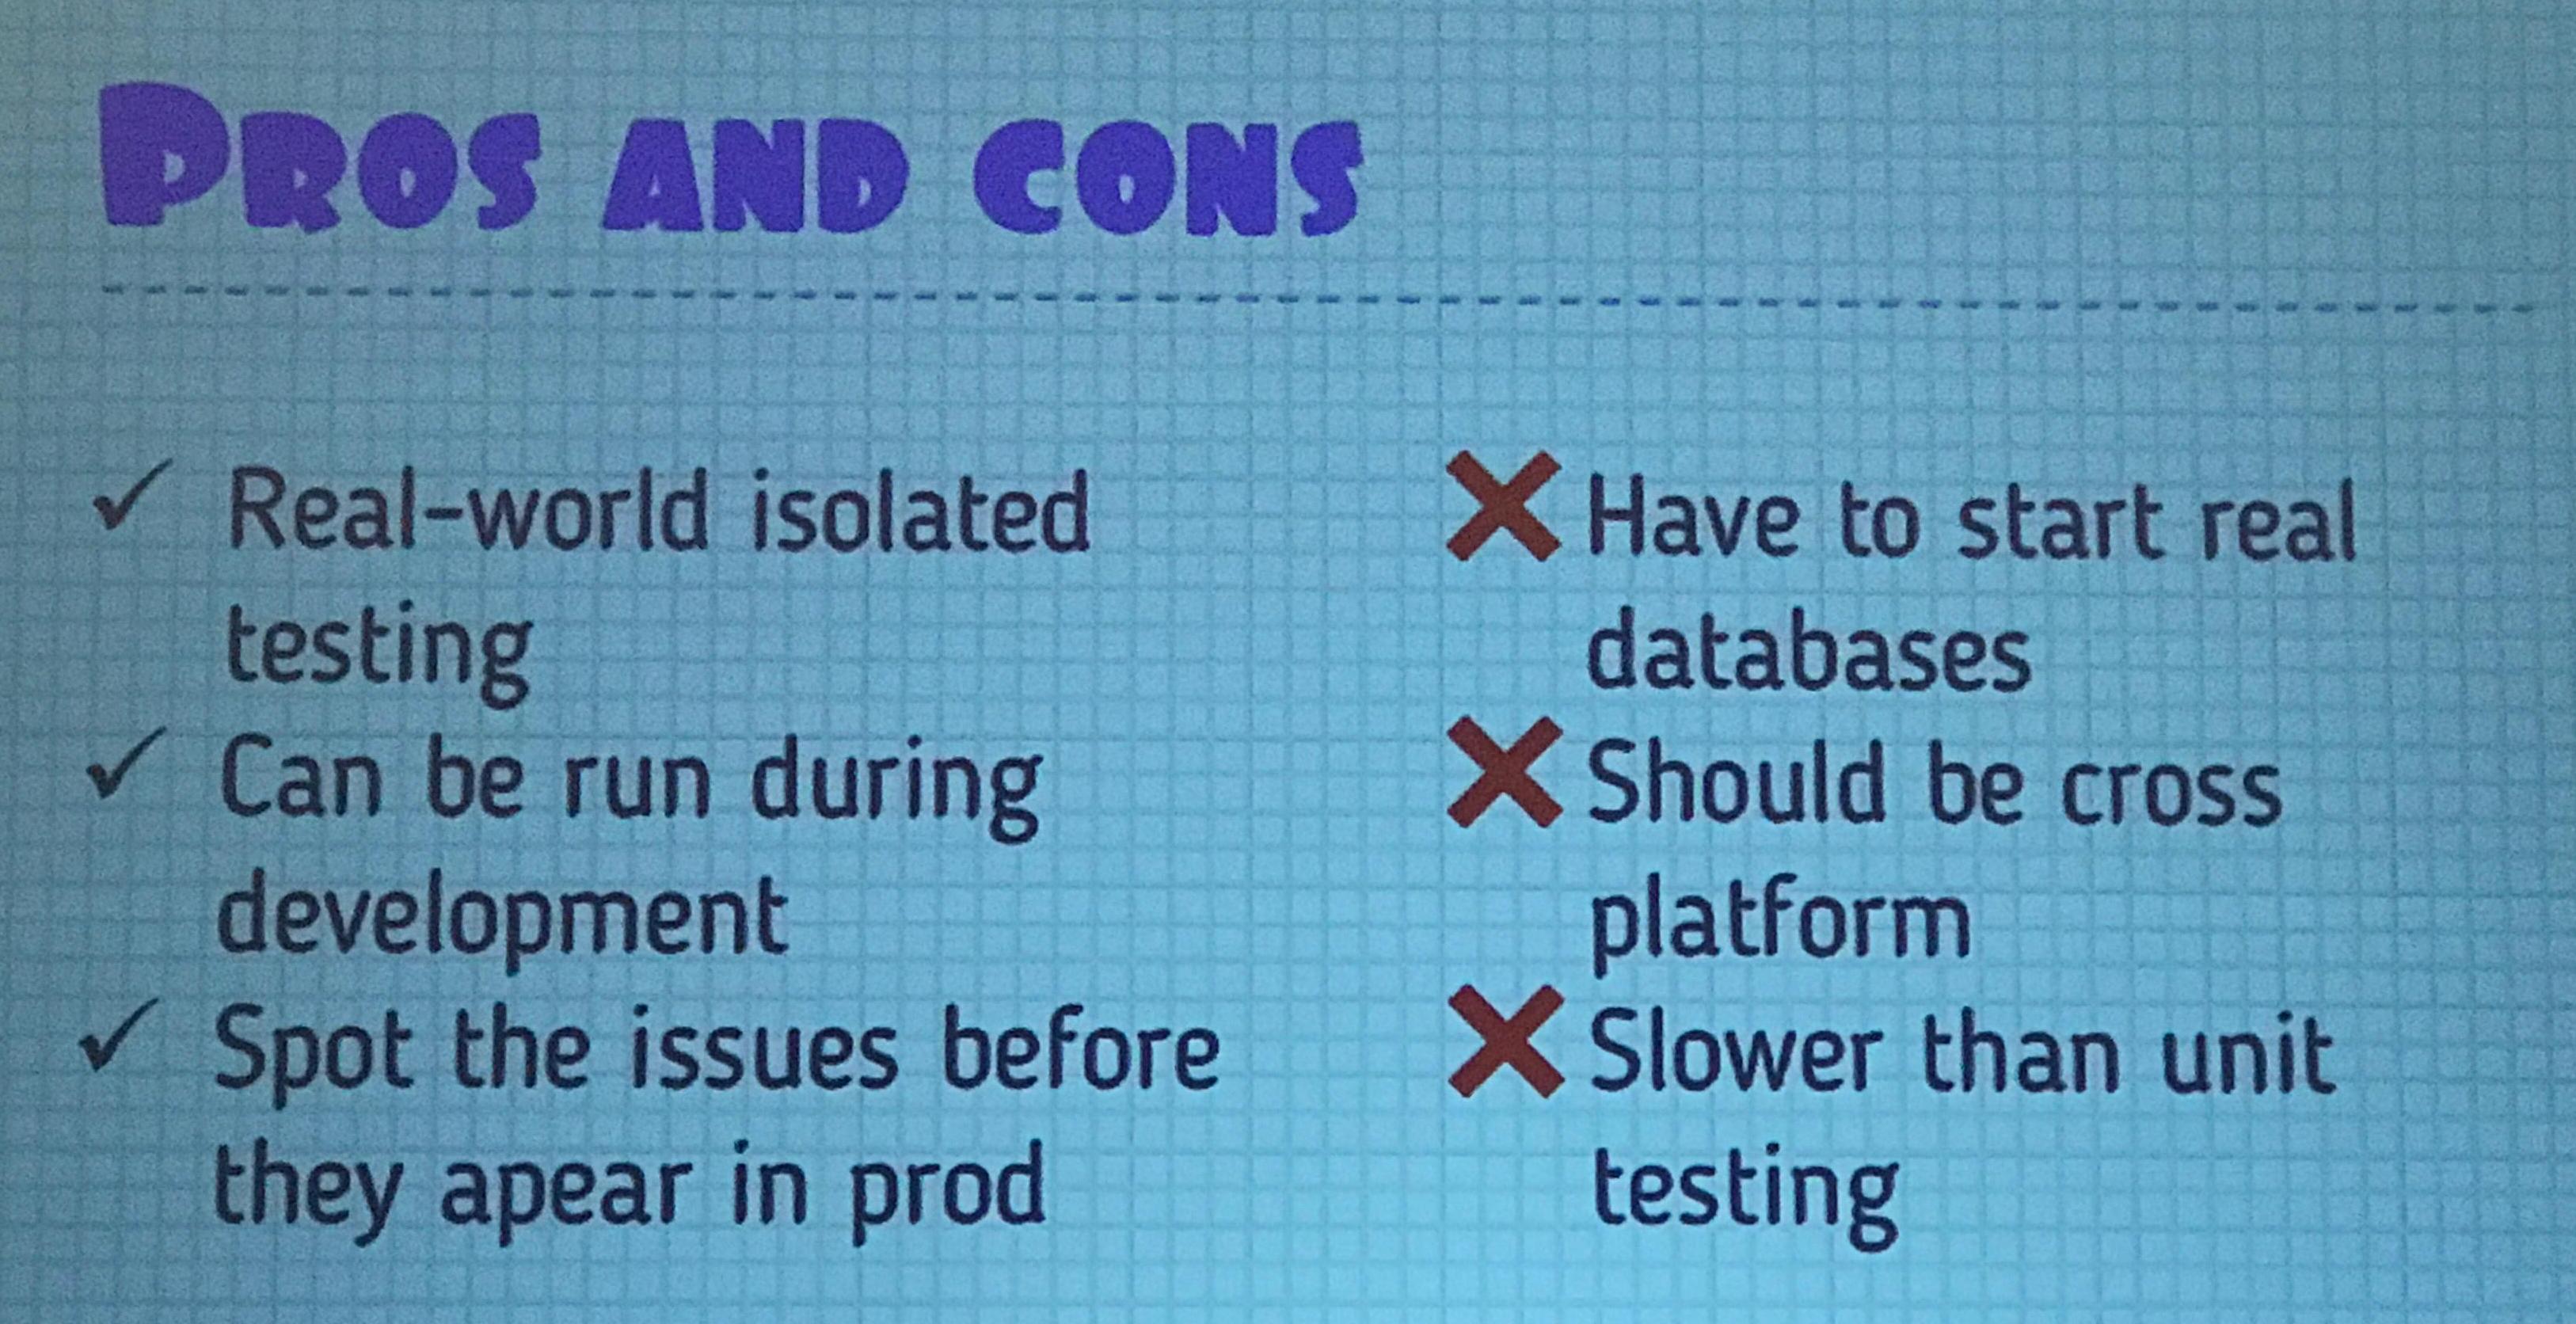 Pros and cons
✓ Real-world isolated
testing
✓ Can be run during
development
✓ Spot the issues before
they apear in prod
❌ Have to start real
databases
❌ Should be cross
platform
❌ Slower than unit
testing